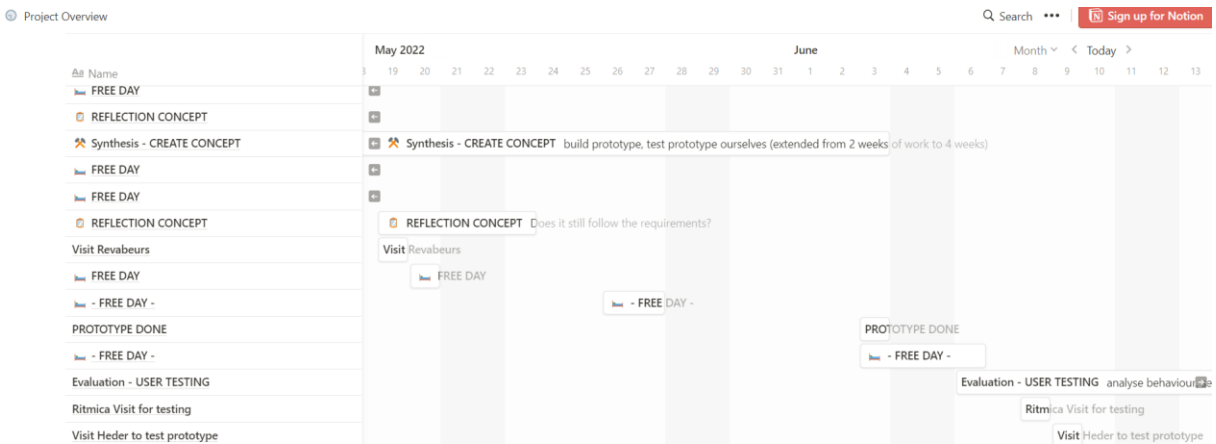 Project Overview
Search ••• Sign up for Notion
May 2022 June Month Today
Aa Name
19 20 21 22 23 24 25 26 27 28 29 30 31 1 2 3 4 5 6 7 8 9 10 11 12 13
FREE DAY
REFLECTION CONCEPT
Synthesis - CREATE CONCEPT Synthesis - CREATE CONCEPT build prototype, test prototype ourselves (extended from 2 weeks of work to 4 weeks)
FREE DAY
FREE DAY
REFLECTION CONCEPT REFLECTION CONCEPT Does it still follow the requirements?
Visit Revabeurs Visit Revabeurs
FREE DAY FREE DAY
- FREE DAY - - FREE DAY -
PROTOTYPE DONE PROTOTYPE DONE
- FREE DAY - - FREE DAY -
Evaluation - USER TESTING Evaluation - USER TESTING analyse behaviour
Ritmica Visit for testing Ritmica Visit for testing
Visit Heder to test prototype Visit Heder to test prototype